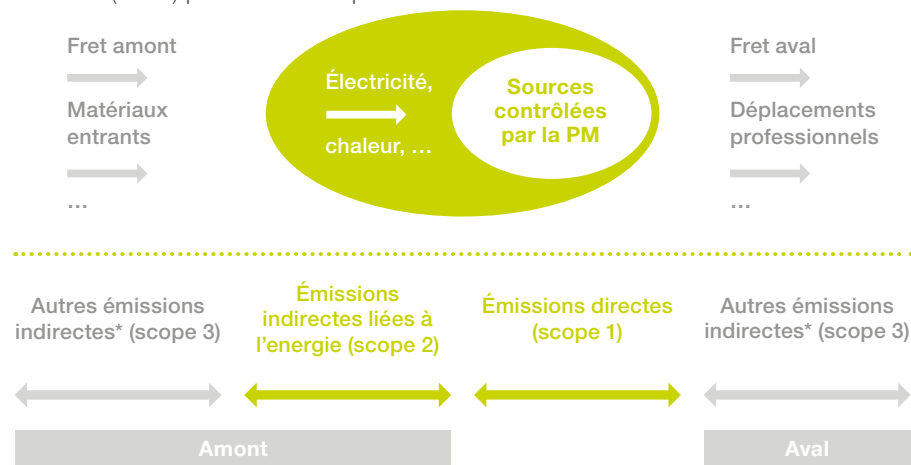 Fret amont
Matériaux
entrants
…
Électricité,
chaleur, …
Sources
contrôlées
par la PM
Fret aval
Déplacements
professionnels
…
Autres émissions
indirectes* (scope 3)
Émissions
indirectes liées à
l’energie (scope 2)
Émissions directes
(scope 1)
Autres émissions
indirectes* (scope 3)
Amont
Aval